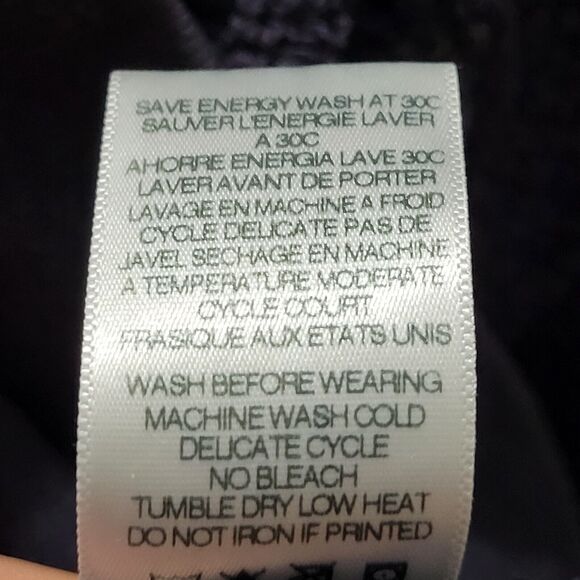 SAVE ENERGY WASH AT 30C
SAUVER L'ENERGIE LAVER
A 30C
AHORRE ENERGIA LAVE 30C
LAVER AVANT DE PORTER
LAVAGE EN MACHINE A FROID
CYCLE DELICATE PAS DE
JAVEL SECHAGE EN MACHINE
A TEMPERATURE MODERATE
CYCLE COURT
FRASIQUE AUX ETATS UNIS
WASH BEFORE WEARING
MACHINE WASH COLD
DELICATE CYCLE
NO BLEACH
TUMBLE DRY LOW HEAT
DO NOT IRON IF PRINTED